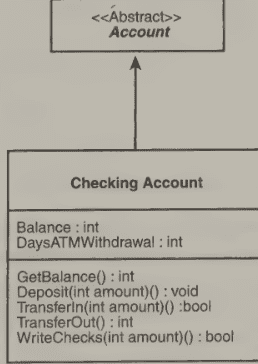 <<Abstract>>
Account
Checking Account
Balance : int
DaysATMWithdrawal : int
GetBalance() : int
Deposit(int amount)() : void
TransferIn(int amount)() :bool
TransferOut() : int
WriteChecks(int amount)() : bool